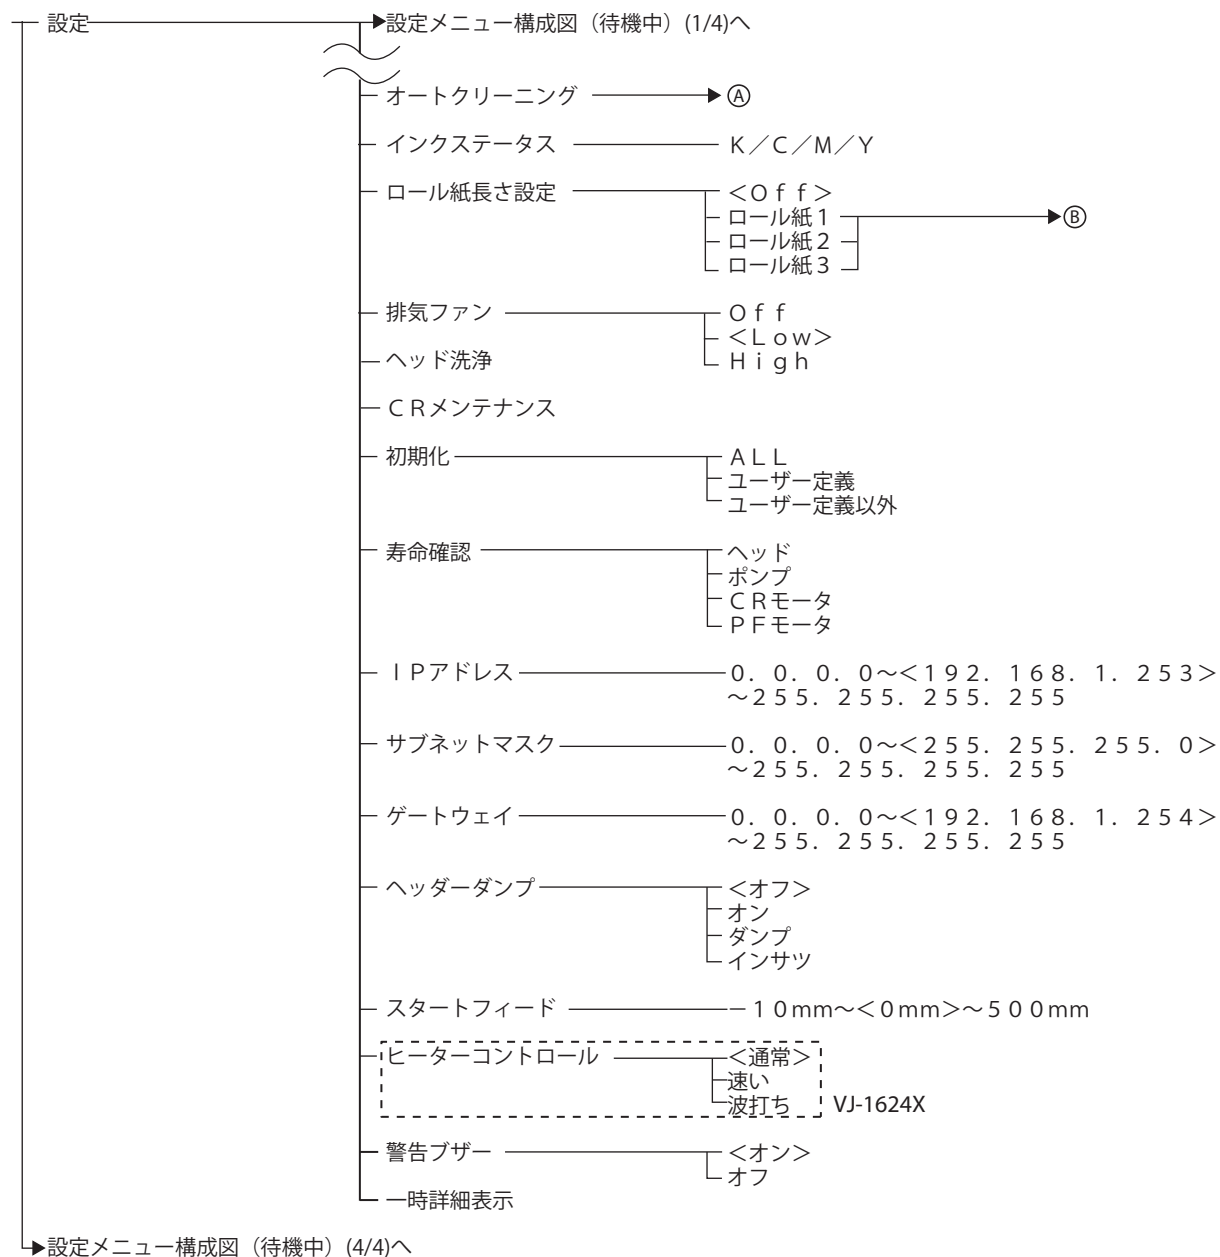 設定 設定メニュー構成図（待機中）(1/4)へ
オートクリーニング Ⓐ
インクステータス K／C／M／Y
ロール紙長さ設定 ＜Ｏｆｆ＞
ロール紙１ Ⓑ
ロール紙２
ロール紙３
排気ファン Ｏｆｆ
＜Ｌｏｗ＞
ヘッド洗浄 Ｈｉｇｈ
ＣＲメンテナンス
初期化 ＡＬＬ
ユーザー定義
ユーザー定義以外
寿命確認 ヘッド
ポンプ
ＣＲモータ
ＰＦモータ
ＩＰアドレス ０．０．０．０～＜１９２．１６８．１．２５３＞
～２５５．２５５．２５５．２５５
サブネットマスク ０．０．０．０～＜２５５．２５５．２５５．０＞
～２５５．２５５．２５５．２５５
ゲートウェイ ０．０．０．０～＜１９２．１６８．１．２５４＞
～２５５．２５５．２５５．２５５
ヘッダーダンプ ＜オフ＞
オン
ダンプ
インサツ
スタートフィード －１０mm～＜０mm＞～５００mm
ヒーターコントロール ＜通常＞
速い
波打ち VJ-1624X
警告ブザー ＜オン＞
オフ
一時詳細表示
設定メニュー構成図（待機中）(4/4)へ